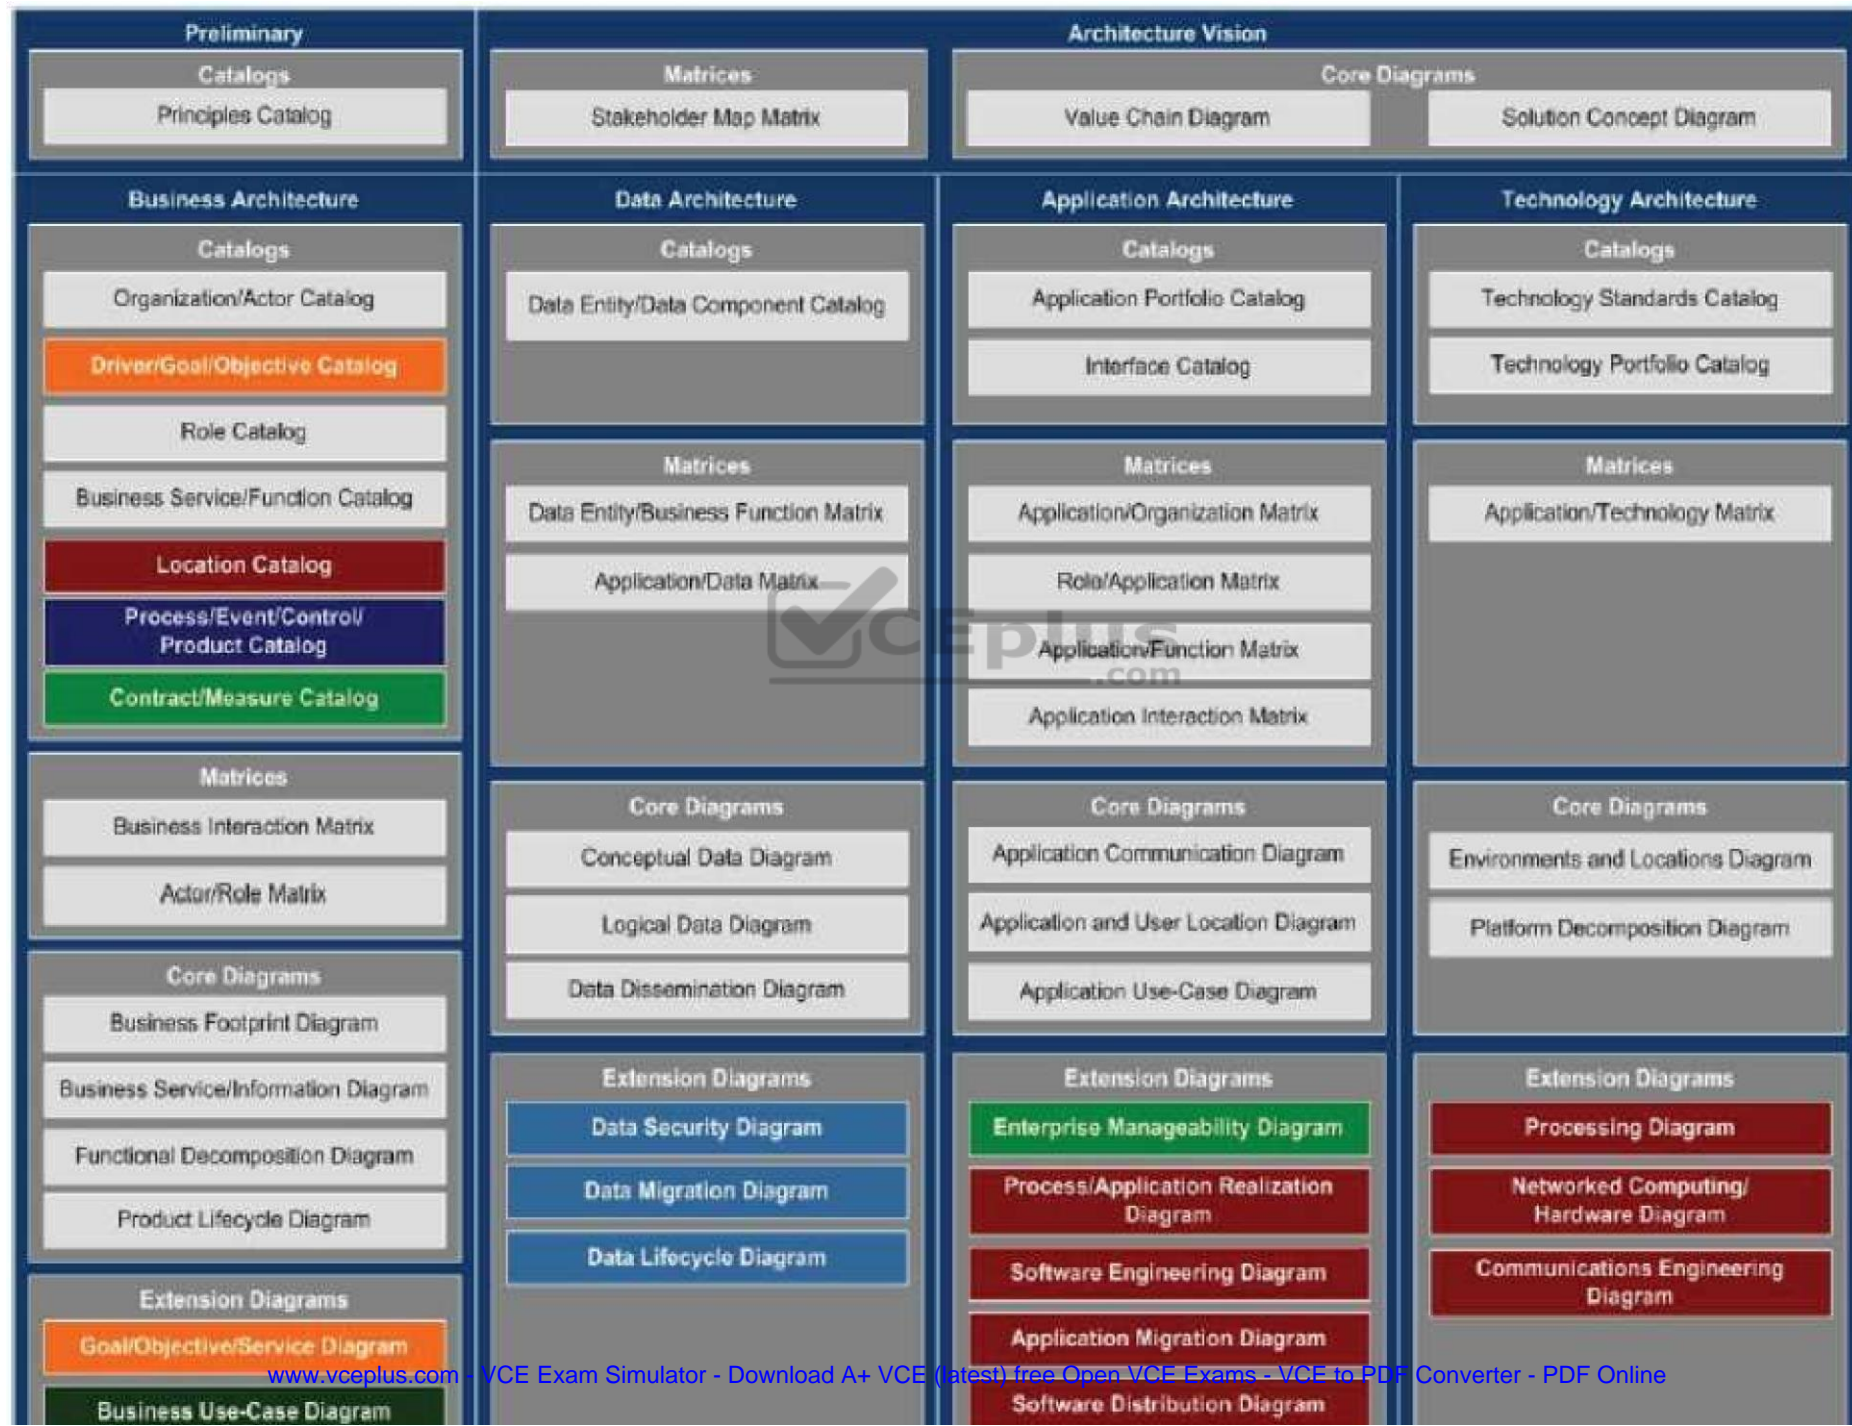 Preliminary
Catalogs
Principles Catalog
Architecture Vision
Matrices
Stakeholder Map Matrix
Core Diagrams
Value Chain Diagram
Solution Concept Diagram
Business Architecture
Catalogs
Organization/Actor Catalog
Driver/Goal/Objective Catalog
Role Catalog
Business Service/Function Catalog
Location Catalog
Process/Event/Control/
Product Catalog
Contract/Measure Catalog
Matrices
Business Interaction Matrix
Actor/Role Matrix
Core Diagrams
Business Footprint Diagram
Business Service/Information Diagram
Functional Decomposition Diagram
Product Lifecycle Diagram
Extension Diagrams
Goal/Objective/Service Diagram
Business Use-Case Diagram
Data Architecture
Catalogs
Data Entity/Data Component Catalog
Matrices
Data Entity/Business Function Matrix
Application/Data Matrix
Core Diagrams
Conceptual Data Diagram
Logical Data Diagram
Data Dissemination Diagram
Extension Diagrams
Data Security Diagram
Data Migration Diagram
Data Lifecycle Diagram
Application Architecture
Catalogs
Application Portfolio Catalog
Interface Catalog
Matrices
Application/Organization Matrix
Role/Application Matrix
Application/Function Matrix
Application Interaction Matrix
Core Diagrams
Application Communication Diagram
Application and User Location Diagram
Application Use-Case Diagram
Extension Diagrams
Enterprise Manageability Diagram
Process/Application Realization
Diagram
Software Engineering Diagram
Application Migration Diagram
Software Distribution Diagram
Technology Architecture
Catalogs
Technology Standards Catalog
Technology Portfolio Catalog
Matrices
Application/Technology Matrix
Core Diagrams
Environments and Locations Diagram
Platform Decomposition Diagram
Extension Diagrams
Processing Diagram
Networked Computing/
Hardware Diagram
Communications Engineering
Diagram
VCEplus
.com
www.vceplus.com - VCE Exam Simulator - Download A+ VCE (latest) free Open VCE Exams - VCE to PDF Converter - PDF Online